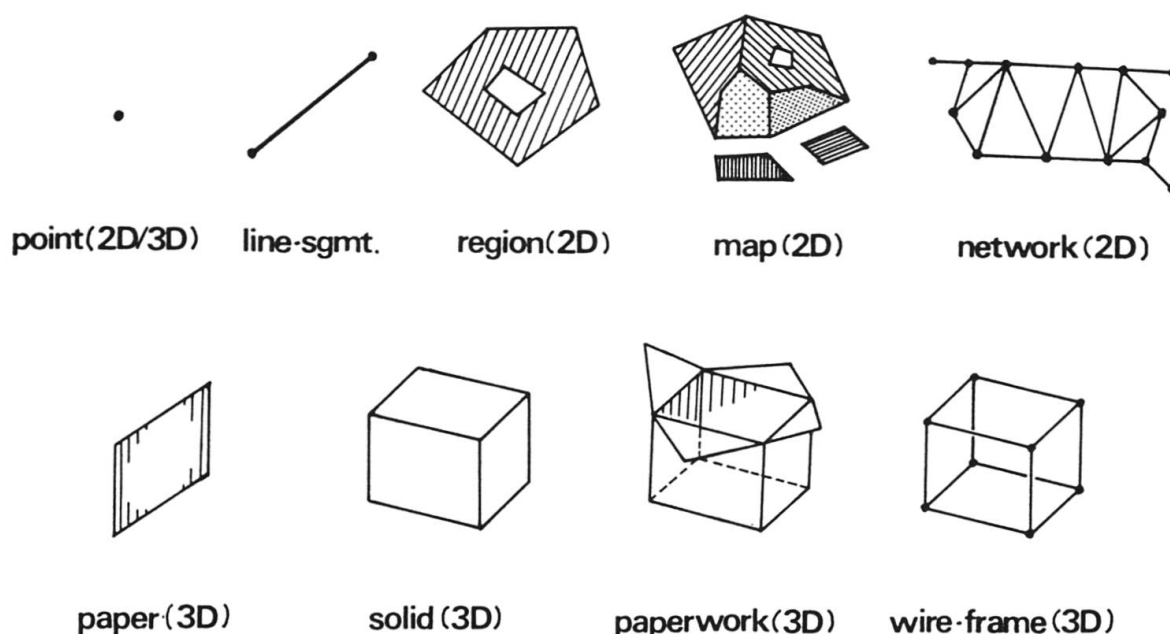 point(2D/3D) line-sgmt. region(2D) map(2D) network(2D)
paper(3D) solid(3D) paperwork(3D) wire-frame(3D)